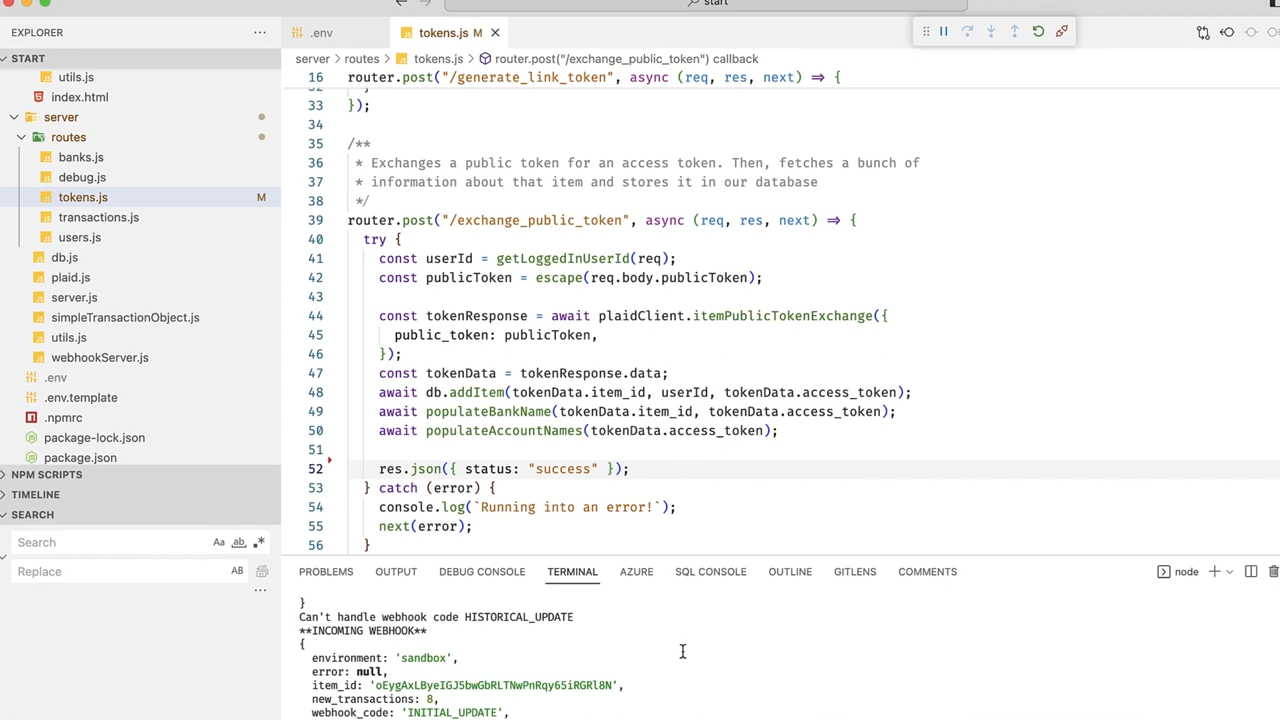 start
EXPLORER
.env
tokens.js M
START
server > routes > tokens.js > router.post("/exchange_public_token") callback
utils.js
index.html
server
routes
banks.js
debug.js
tokens.js M
transactions.js
users.js
db.js
plaid.js
server.js
simpleTransactionObject.js
utils.js
webhookServer.js
.env
.env.template
.npmrc
package-lock.json
package.json
NPM SCRIPTS
TIMELINE
SEARCH
Search Aa ab
Replace AB
16 router.post("/generate_link_token", async (req, res, next) => {
33 });
34
35 /**
36 * Exchanges a public token for an access token. Then, fetches a bunch of
37 * information about that item and stores it in our database
38 */
39 router.post("/exchange_public_token", async (req, res, next) => {
40 try {
41 const userId = getLoggedInUserId(req);
42 const publicToken = escape(req.body.publicToken);
43
44 const tokenResponse = await plaidClient.itemPublicTokenExchange({
45 public_token: publicToken,
46 });
47 const tokenData = tokenResponse.data;
48 await db.addItem(tokenData.item_id, userId, tokenData.access_token);
49 await populateBankName(tokenData.item_id, tokenData.access_token);
50 await populateAccountNames(tokenData.access_token);
51
52 res.json({ status: "success" });
53 } catch (error) {
54 console.log(`Running into an error!`);
55 next(error);
56 }
PROBLEMS OUTPUT DEBUG CONSOLE TERMINAL AZURE SQL CONSOLE OUTLINE GITLENS COMMENTS node
}
Can't handle webhook code HISTORICAL_UPDATE
**INCOMING WEBHOOK**
{
environment: 'sandbox',
error: null,
item_id: 'oEygAxLByeIGJ5bwGbRLTNwPnRqy65iRGRl8N',
new_transactions: 8,
webhook_code: 'INITIAL_UPDATE',